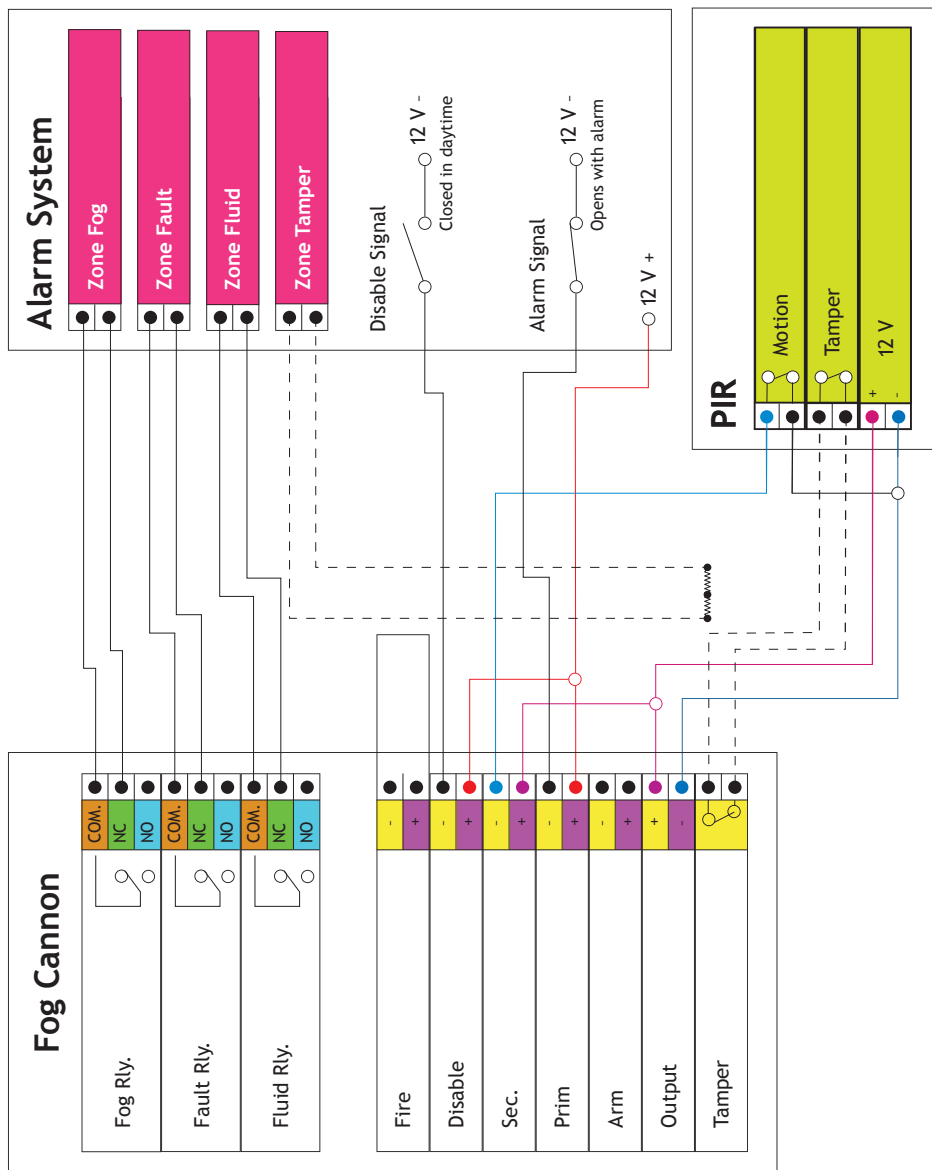 Alarm System
Zone Fog
Zone Fault
Zone Fluid
Zone Tamper
Disable Signal
12 V -
Closed in daytime
Alarm Signal
12 V -
Opens with alarm
12 V +
PIR
Motion
Tamper
12 V
+
-
Fog Cannon
Fog Rly.
COM.
NC
NO
Fault Rly.
COM.
NC
NO
Fluid Rly.
COM.
NC
NO
Fire
-
+
Disable
-
+
Sec.
-
+
Prim
-
+
Arm
-
+
Output
+
-
Tamper